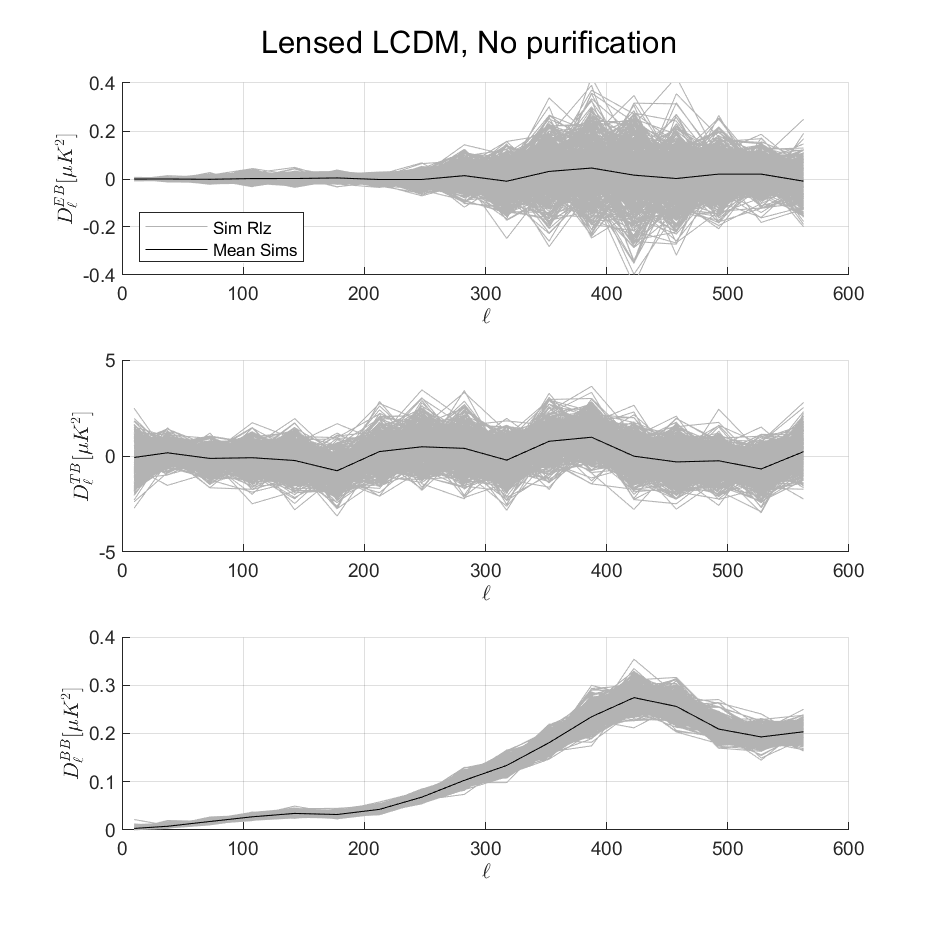 Lensed LCDM, No purification
0.4
0.2
0
-0.2
-0.4
D_ℓ^{EB}[μK^2]
Sim Rlz
Mean Sims
0 100 200 300 400 500 600
ℓ
5
0
-5
D_ℓ^{TB}[μK^2]
0 100 200 300 400 500 600
ℓ
0.4
0.3
0.2
0.1
0
D_ℓ^{BB}[μK^2]
0 100 200 300 400 500 600
ℓ